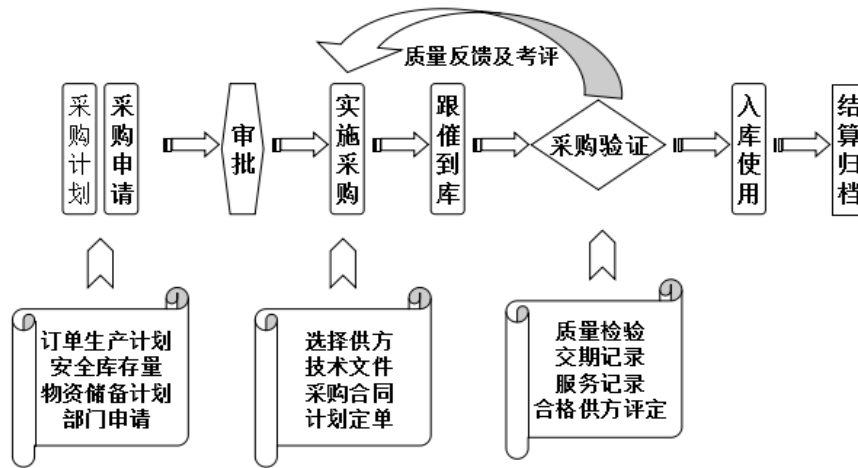 质量反馈及考评
采购计划
采购申请
审批
实施采购
跟催到库
采购验证
入库使用
结算归档
订单生产计划
安全库存量
物资储备计划
部门申请
选择供方
技术文件
采购合同
计划定单
质量检验
交期记录
服务记录
合格供方评定